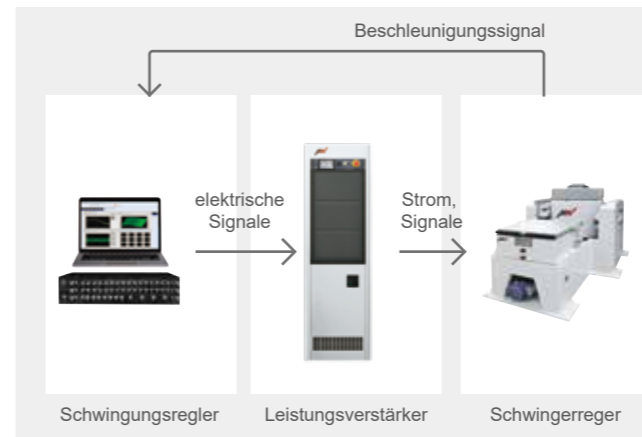 Beschleunigungssignal
elektrische
Signale
Strom,
Signale
Schwingungsregler
Leistungsverstärker
Schwingerreger